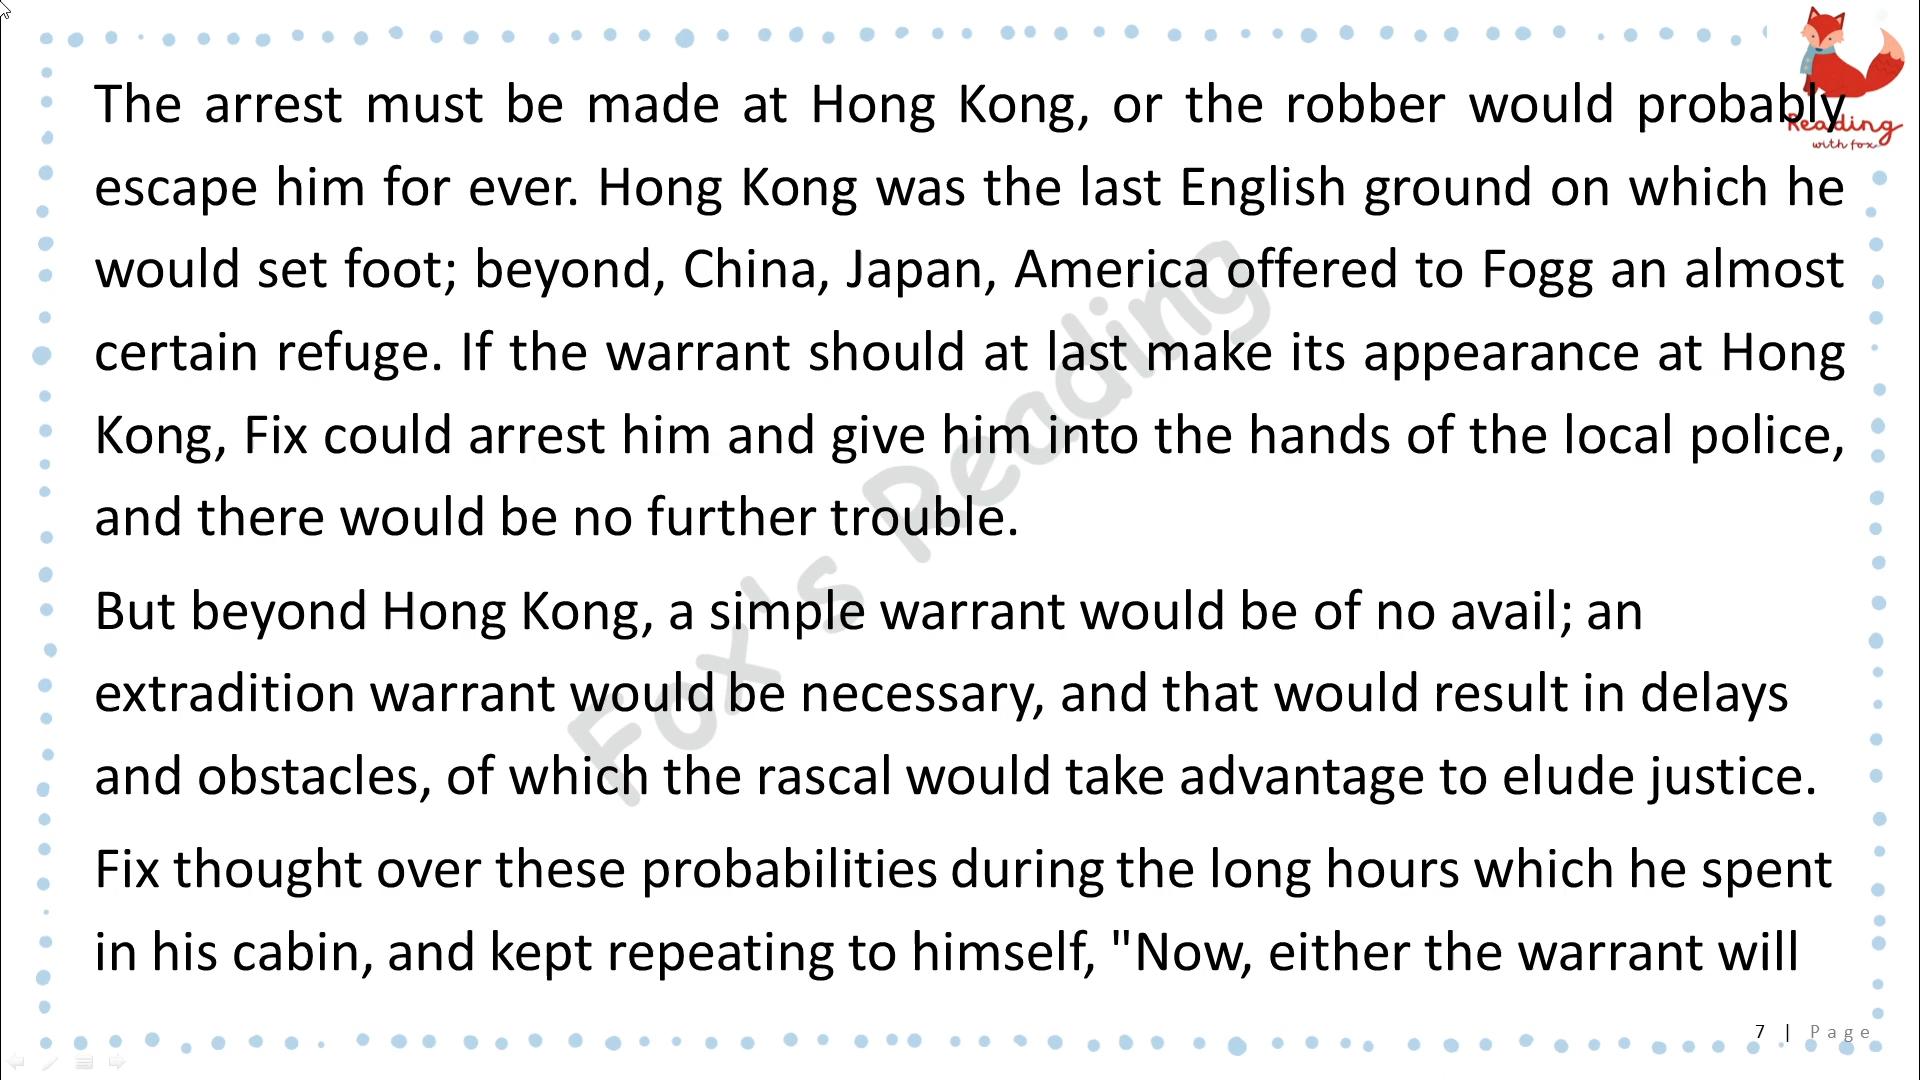 The arrest must be made at Hong Kong, or the robber would probably
escape him for ever. Hong Kong was the last English ground on which he
would set foot; beyond, China, Japan, America offered to Fogg an almost
certain refuge. If the warrant should at last make its appearance at Hong
Kong, Fix could arrest him and give him into the hands of the local police,
and there would be no further trouble.
But beyond Hong Kong, a simple warrant would be of no avail; an
extradition warrant would be necessary, and that would result in delays
and obstacles, of which the rascal would take advantage to elude justice.
Fix thought over these probabilities during the long hours which he spent
in his cabin, and kept repeating to himself, "Now, either the warrant will
7 | Page
Reading
with fox
Fox's Reading